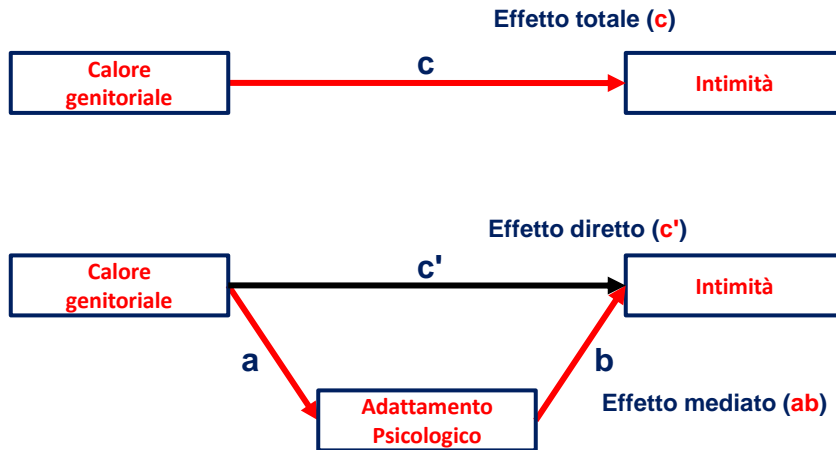 Effetto totale (c)
Calore
genitoriale
c
Intimità
Effetto diretto (c')
Calore
genitoriale
c'
Intimità
a
b
Adattamento
Psicologico
Effetto mediato (ab)